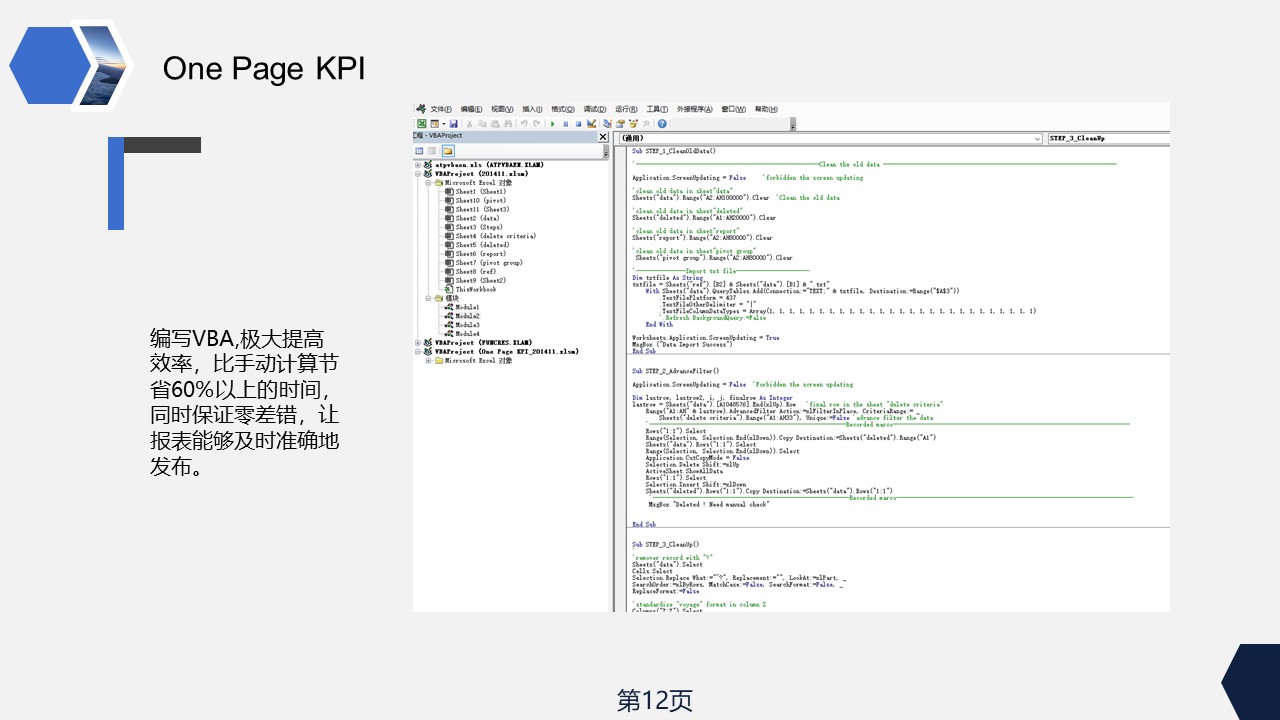 One Page KPI
编写VBA,极大提高
效率，比手动计算节
省60%以上的时间，
同时保证零差错，让
报表能够及时准确地
发布。
文件(F) 编辑(E) 视图(V) 插入(I) 格式(O) 调试(D) 运行(R) 工具(T) 外接程序(A) 窗口(W) 帮助(H)
工程 - VBAProject
atpvbaen.xls (ATPVBAEN.XLAM)
VBAProject (201411.xlsm)
Microsoft Excel 对象
Sheet1 (Sheet1)
Sheet10 (pivot)
Sheet11 (Sheet3)
Sheet2 (data)
Sheet3 (Steps)
Sheet4 (delete criteria)
Sheet5 (deleted)
Sheet6 (report)
Sheet7 (pivot group)
Sheet8 (ref)
Sheet9 (Sheet2)
ThisWorkbook
模块
Module1
Module2
Module3
Module4
VBAProject (FUNCRES.XLAM)
VBAProject (One Page KPI_201411.xlsm)
Microsoft Excel 对象
(通用)
STEP_3_CleanUp
Sub STEP_1_CleanOldData()
'Clean the old data
Application.ScreenUpdating = False 'forbidden the screen updating
'clean old data in sheet"data"
Sheets("data").Range("A2:AM100000").Clear 'Clean the old data
'clean old data in sheet"deleted"
Sheets("deleted").Range("A1:AM20000").Clear
'clean old data in sheet"report"
Sheets("report").Range("A2:AM80000").Clear
'clean old data in sheet"pivot group"
Sheets("pivot group").Range("A2:AM80000").Clear
'Import txt file
Dim txtfile As String
txtfile = Sheets("ref").[B2] & Sheets("data").[B1] & ".txt"
With Sheets("data").QueryTables.Add(Connection:="TEXT;" & txtfile, Destination:=Range("$A$3"))
.TextFilePlatform = 437
.TextFileOtherDelimiter = "|"
.TextFileColumnDataTypes = Array(1, 1, 1, 1, 1, 1, 1, 1, 1, 1, 1, 1, 1, 1, 1, 1, 1, 1, 1, 1, 1, 1, 1, 1, 1, 1, 1, 1, 1)
'.Refresh BackgroundQuery:=False
End With
Worksheets.Application.ScreenUpdating = True
MsgBox ("Data Import Success")
End Sub
Sub STEP_2_AdvanceFilter()
Application.ScreenUpdating = False 'Forbidden the screen updating
Dim lastrow, lastrow2, i, j, finalrow As Integer
lastrow = Sheets("data").[A1048576].End(xlUp).Row 'final row in the sheet "delete criteria"
Range("A1:AM" & lastrow).AdvancedFilter Action:=xlFilterInPlace, CriteriaRange:= _
Sheets("delete criteria").Range("A1:AM33"), Unique:=False 'advance filter the data
'Recorded marco
Rows("1:1").Select
Range(Selection, Selection.End(xlDown)).Copy Destination:=Sheets("deleted").Range("A1")
Sheets("data").Rows("1:1").Select
Range(Selection, Selection.End(xlDown)).Select
Application.CutCopyMode = False
Selection.Delete Shift:=xlUp
ActiveSheet.ShowAllData
Rows("1:1").Select
Selection.Insert Shift:=xlDown
Sheets("deleted").Rows("1:1").Copy Destination:=Sheets("data").Rows("1:1")
'Recorded marco
MsgBox "Deleted ! Need manual check"
End Sub
Sub STEP_3_CleanUp()
'remover record with "?"
Sheets("data").Select
Cells.Select
Selection.Replace What:="~?", Replacement:="", LookAt:=xlPart, _
SearchOrder:=xlByRows, MatchCase:=False, SearchFormat:=False, _
ReplaceFormat:=False
'standardize "voyage" format in column Z
第12页